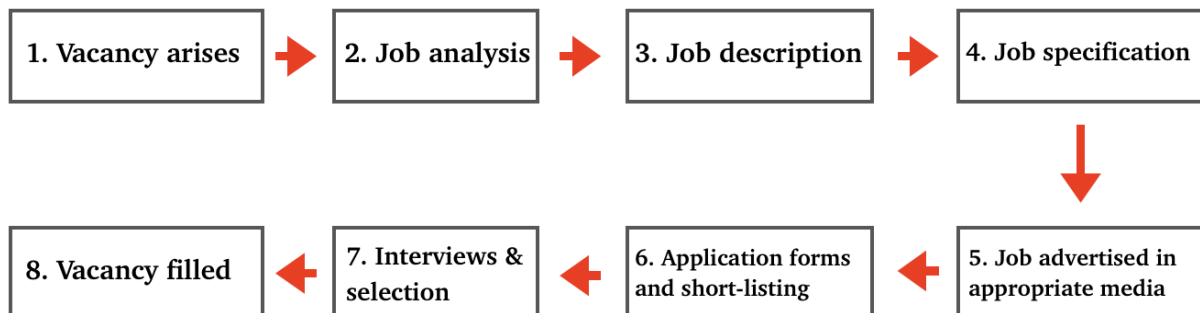 1. Vacancy arises
2. Job analysis
3. Job description
4. Job specification
5. Job advertised in
appropriate media
6. Application forms
and short-listing
7. Interviews &
selection
8. Vacancy filled